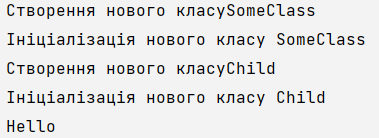 Створення нового класуSomeClass
Ініціалізація нового класу SomeClass
Створення нового класуChild
Ініціалізація нового класу Child
Hello